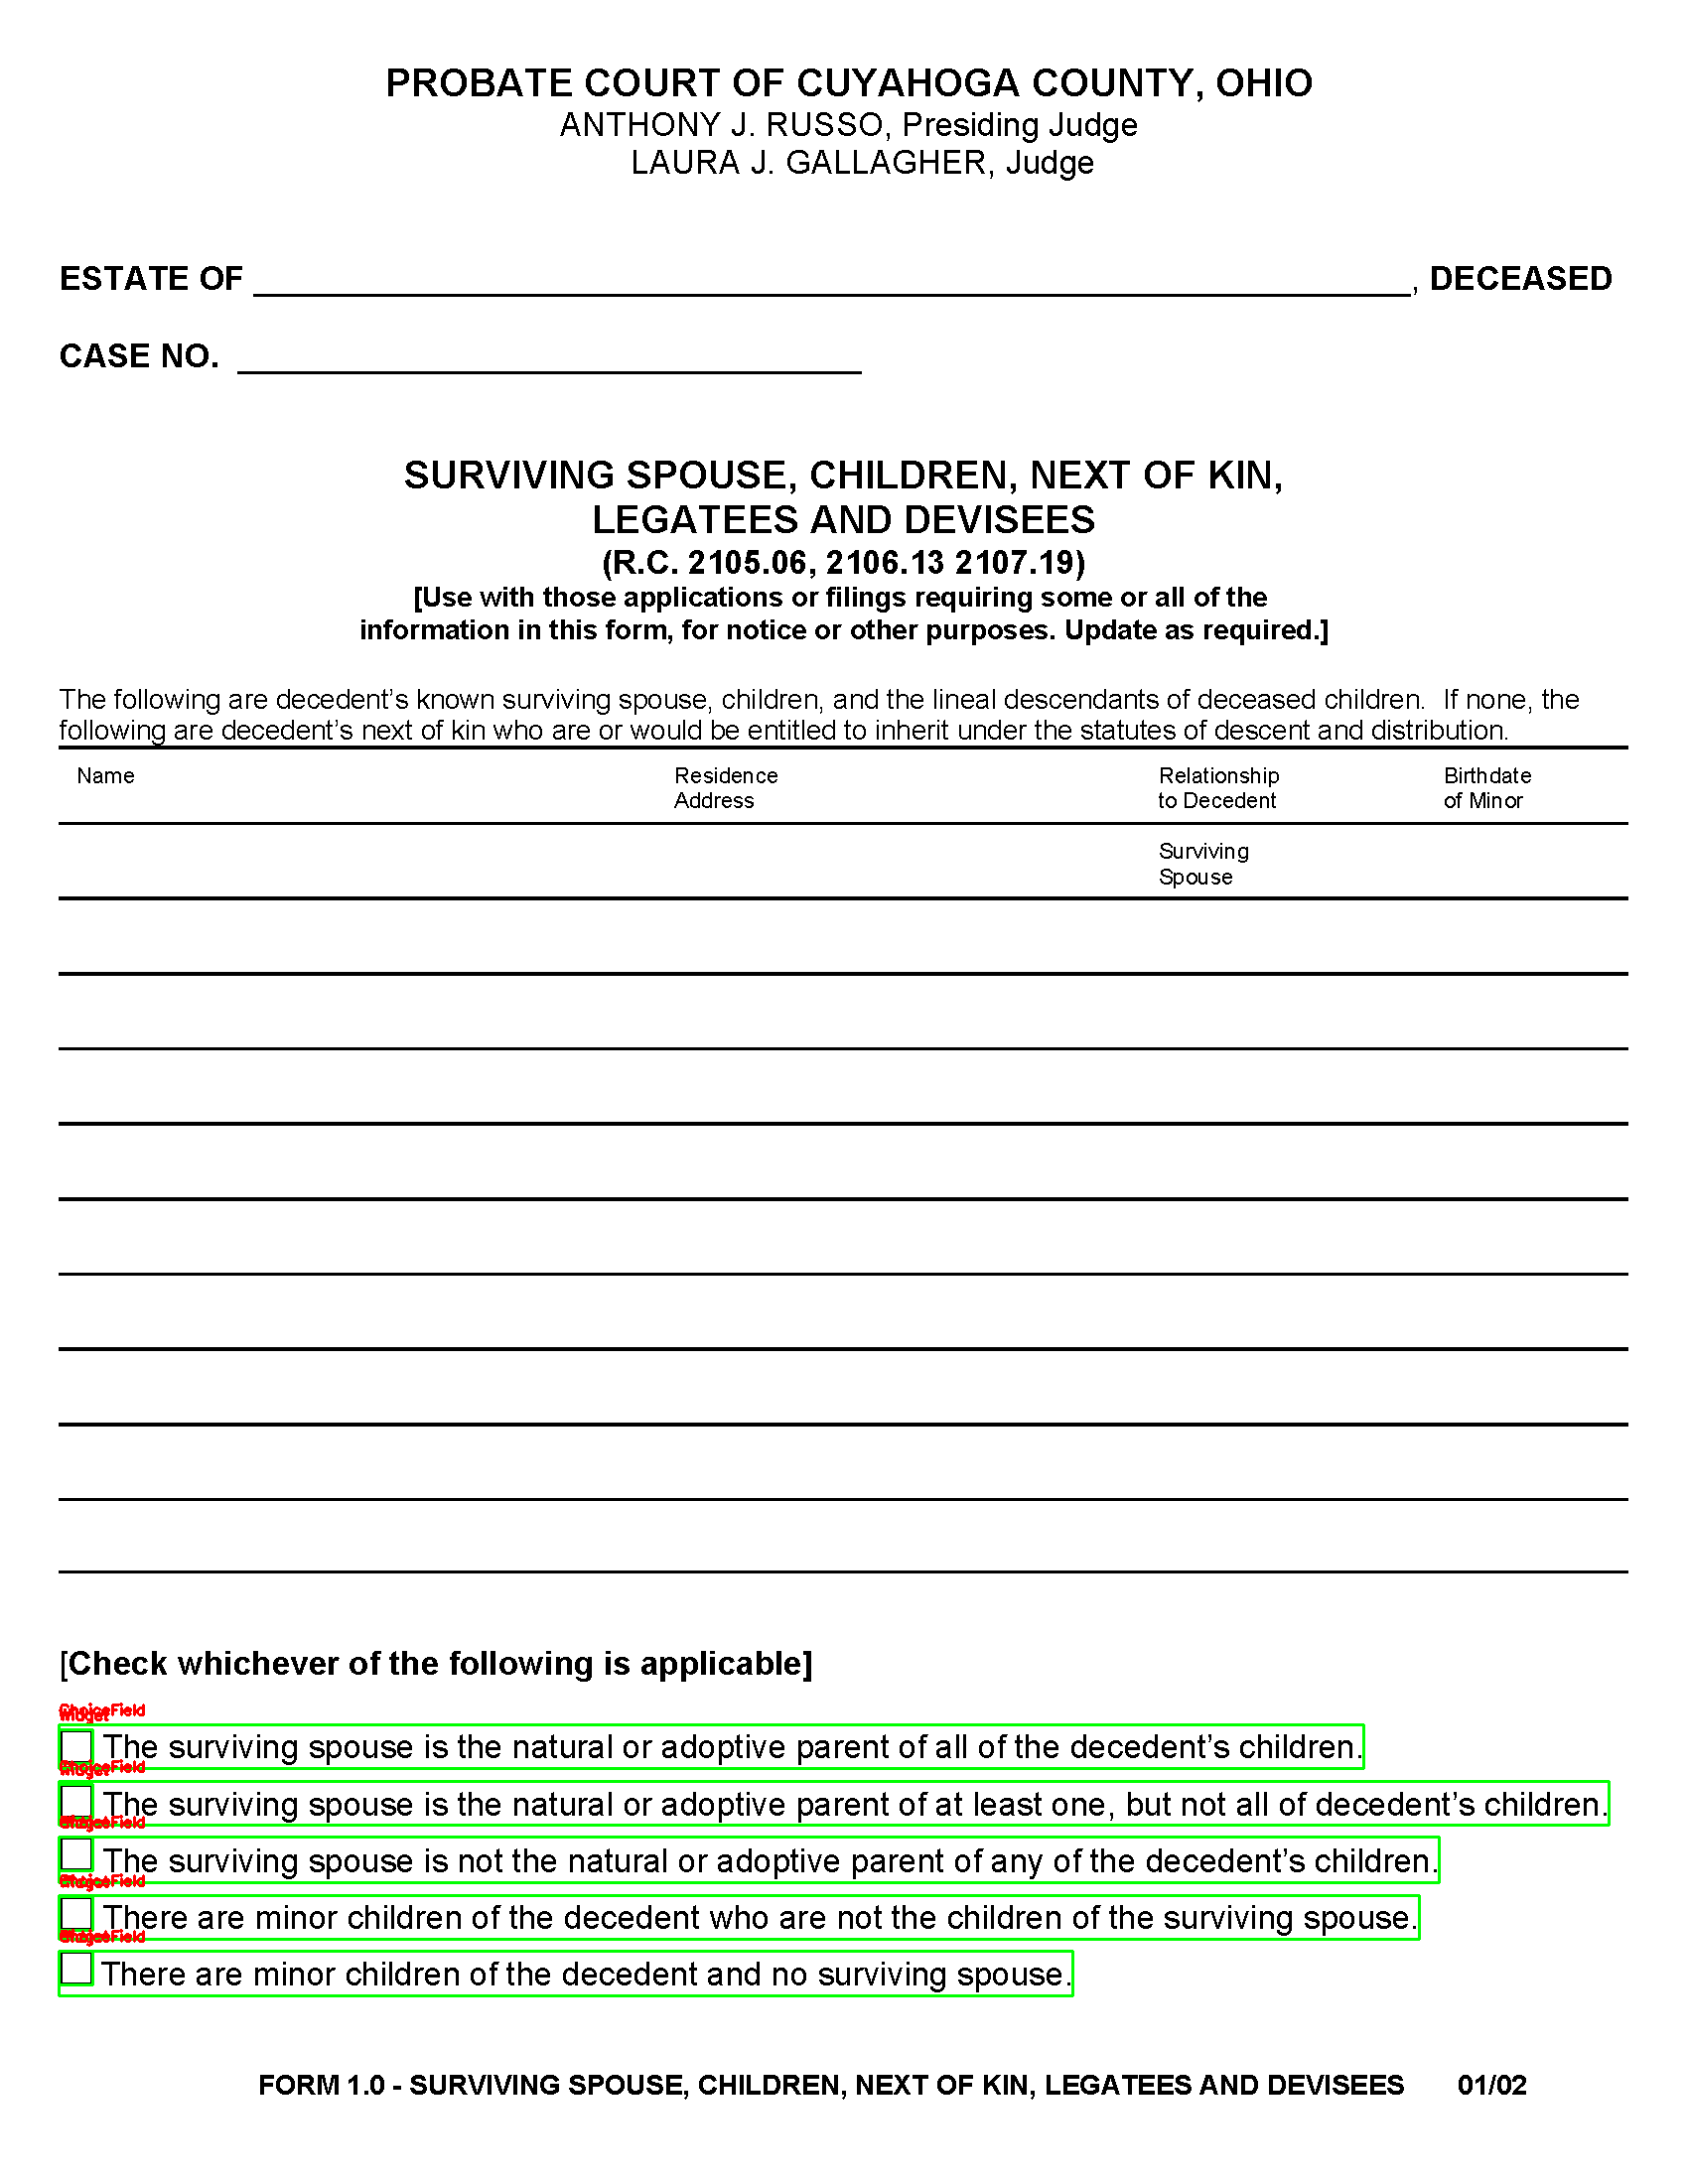 PROBATE COURT OF CUYAHOGA COUNTY, OHIO
ANTHONY J. RUSSO, Presiding Judge
LAURA J. GALLAGHER, Judge
ESTATE OF , DECEASED
CASE NO.
SURVIVING SPOUSE, CHILDREN, NEXT OF KIN,
LEGATEES AND DEVISEES
(R.C. 2105.06, 2106.13 2107.19)
[Use with those applications or filings requiring some or all of the
information in this form, for notice or other purposes. Update as required.]
The following are decedent’s known surviving spouse, children, and the lineal descendants of deceased children. If none, the
following are decedent’s next of kin who are or would be entitled to inherit under the statutes of descent and distribution.
Name Residence Relationship Birthdate
Address to Decedent of Minor
Surviving
Spouse
[Check whichever of the following is applicable]
ChoiceField
Widget
The surviving spouse is the natural or adoptive parent of all of the decedent’s children.
ChoiceField
Widget
The surviving spouse is the natural or adoptive parent of at least one, but not all of decedent’s children.
ChoiceField
The surviving spouse is not the natural or adoptive parent of any of the decedent’s children.
ChoiceField
There are minor children of the decedent who are not the children of the surviving spouse.
ChoiceField
There are minor children of the decedent and no surviving spouse.
FORM 1.0 - SURVIVING SPOUSE, CHILDREN, NEXT OF KIN, LEGATEES AND DEVISEES 01/02